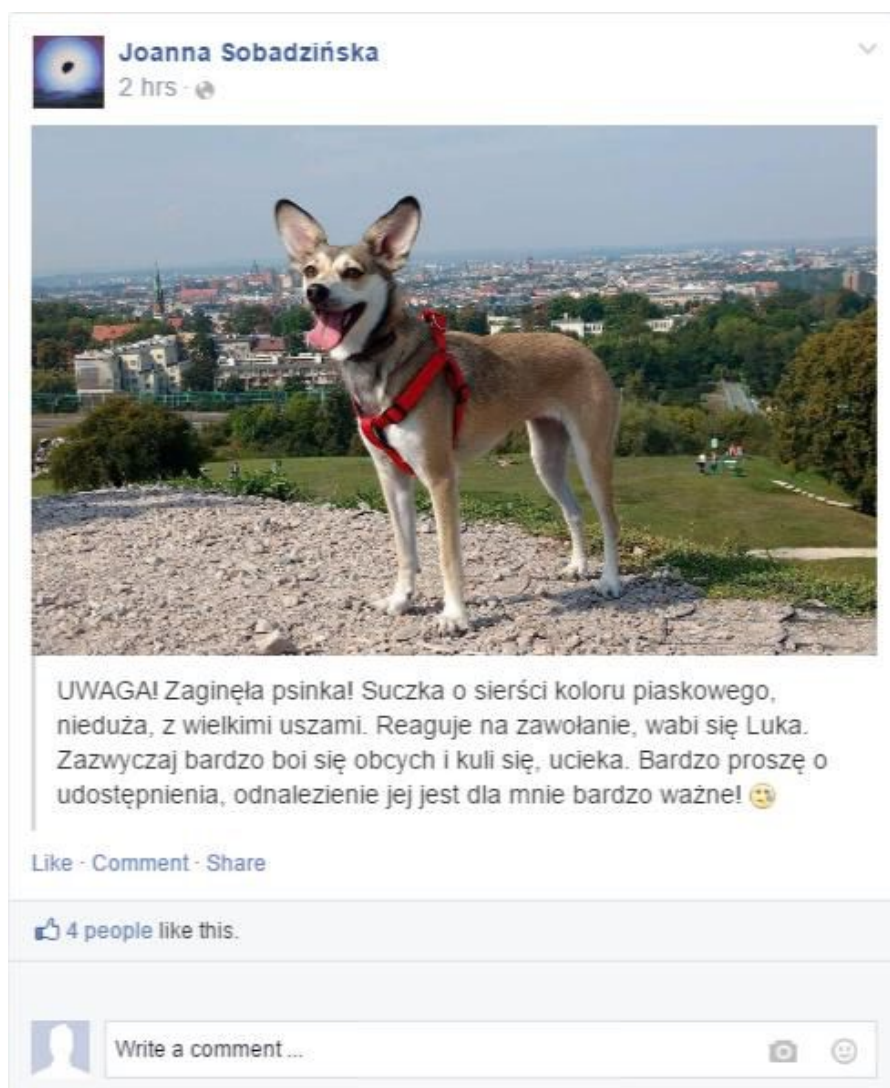 Joanna Sobadzińska
2 hrs ·
UWAGA! Zaginęła psinka! Suczka o sierści koloru piaskowego,
nieduża, z wielkimi uszami. Reaguje na zawołanie, wabi się Luka.
Zazwyczaj bardzo boi się obcych i kuli się, ucieka. Bardzo proszę o
udostępnienia, odnalezienie jej jest dla mnie bardzo ważne!
Like · Comment · Share
4 people like this.
Write a comment ...